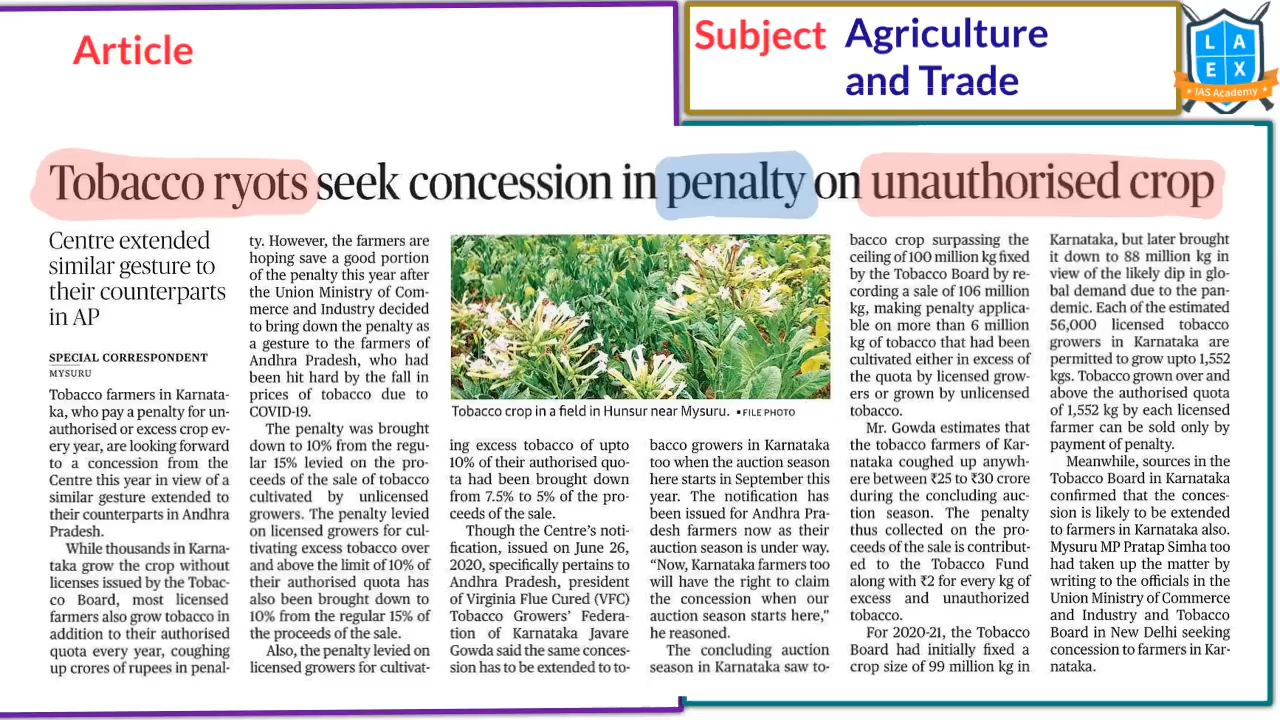 Article
Subject Agriculture
and Trade
L A
E X
IAS Academy
Tobacco ryots seek concession in penalty on unauthorised crop
Centre extended
similar gesture to
their counterparts
in AP
SPECIAL CORRESPONDENT
MYSURU
Tobacco farmers in Karnata-
ka, who pay a penalty for un-
authorised or excess crop ev-
ery year, are looking forward
to a concession from the
Centre this year in view of a
similar gesture extended to
their counterparts in Andhra
Pradesh.
While thousands in Karna-
taka grow the crop without
licenses issued by the Tobac-
co Board, most licensed
farmers also grow tobacco in
addition to their authorised
quota every year, coughing
up crores of rupees in penal-
ty. However, the farmers are
hoping save a good portion
of the penalty this year after
the Union Ministry of Com-
merce and Industry decided
to bring down the penalty as
a gesture to the farmers of
Andhra Pradesh, who had
been hit hard by the fall in
prices of tobacco due to
COVID-19.
The penalty was brought
down to 10% from the regu-
lar 15% levied on the pro-
ceeds of the sale of tobacco
cultivated by unlicensed
growers. The penalty levied
on licensed growers for cul-
tivating excess tobacco over
and above the limit of 10% of
their authorised quota has
also been brought down to
10% from the regular 15% of
the proceeds of the sale.
Also, the penalty levied on
licensed growers for cultivat-
Tobacco crop in a field in Hunsur near Mysuru. ▪FILE PHOTO
ing excess tobacco of upto
10% of their authorised quo-
ta had been brought down
from 7.5% to 5% of the pro-
ceeds of the sale.
Though the Centre's noti-
fication, issued on June 26,
2020, specifically pertains to
Andhra Pradesh, president
of Virginia Flue Cured (VFC)
Tobacco Growers' Federa-
tion of Karnataka Javare
Gowda said the same conces-
sion has to be extended to to-
bacco growers in Karnataka
too when the auction season
here starts in September this
year. The notification has
been issued for Andhra Pra-
desh farmers now as their
auction season is under way.
"Now, Karnataka farmers too
will have the right to claim
the concession when our
auction season starts here,"
he reasoned.
The concluding auction
season in Karnataka saw to-
bacco crop surpassing the
ceiling of 100 million kg fixed
by the Tobacco Board by re-
cording a sale of 106 million
kg, making penalty applica-
ble on more than 6 million
kg of tobacco that had been
cultivated either in excess of
the quota by licensed grow-
ers or grown by unlicensed
tobacco.
Mr. Gowda estimates that
the tobacco farmers of Kar-
nataka coughed up anywh-
ere between ₹25 to ₹30 crore
during the concluding auc-
tion season. The penalty
thus collected on the pro-
ceeds of the sale is contribut-
ed to the Tobacco Fund
along with ₹2 for every kg of
excess and unauthorized
tobacco.
For 2020-21, the Tobacco
Board had initially fixed a
crop size of 99 million kg in
Karnataka, but later brought
it down to 88 million kg in
view of the likely dip in glo-
bal demand due to the pan-
demic. Each of the estimated
56,000 licensed tobacco
growers in Karnataka are
permitted to grow upto 1,552
kgs. Tobacco grown over and
above the authorised quota
of 1,552 kg by each licensed
farmer can be sold only by
payment of penalty.
Meanwhile, sources in the
Tobacco Board in Karnataka
confirmed that the conces-
sion is likely to be extended
to farmers in Karnataka also.
Mysuru MP Pratap Simha too
had taken up the matter by
writing to the officials in the
Union Ministry of Commerce
and Industry and Tobacco
Board in New Delhi seeking
concession to farmers in Kar-
nataka.